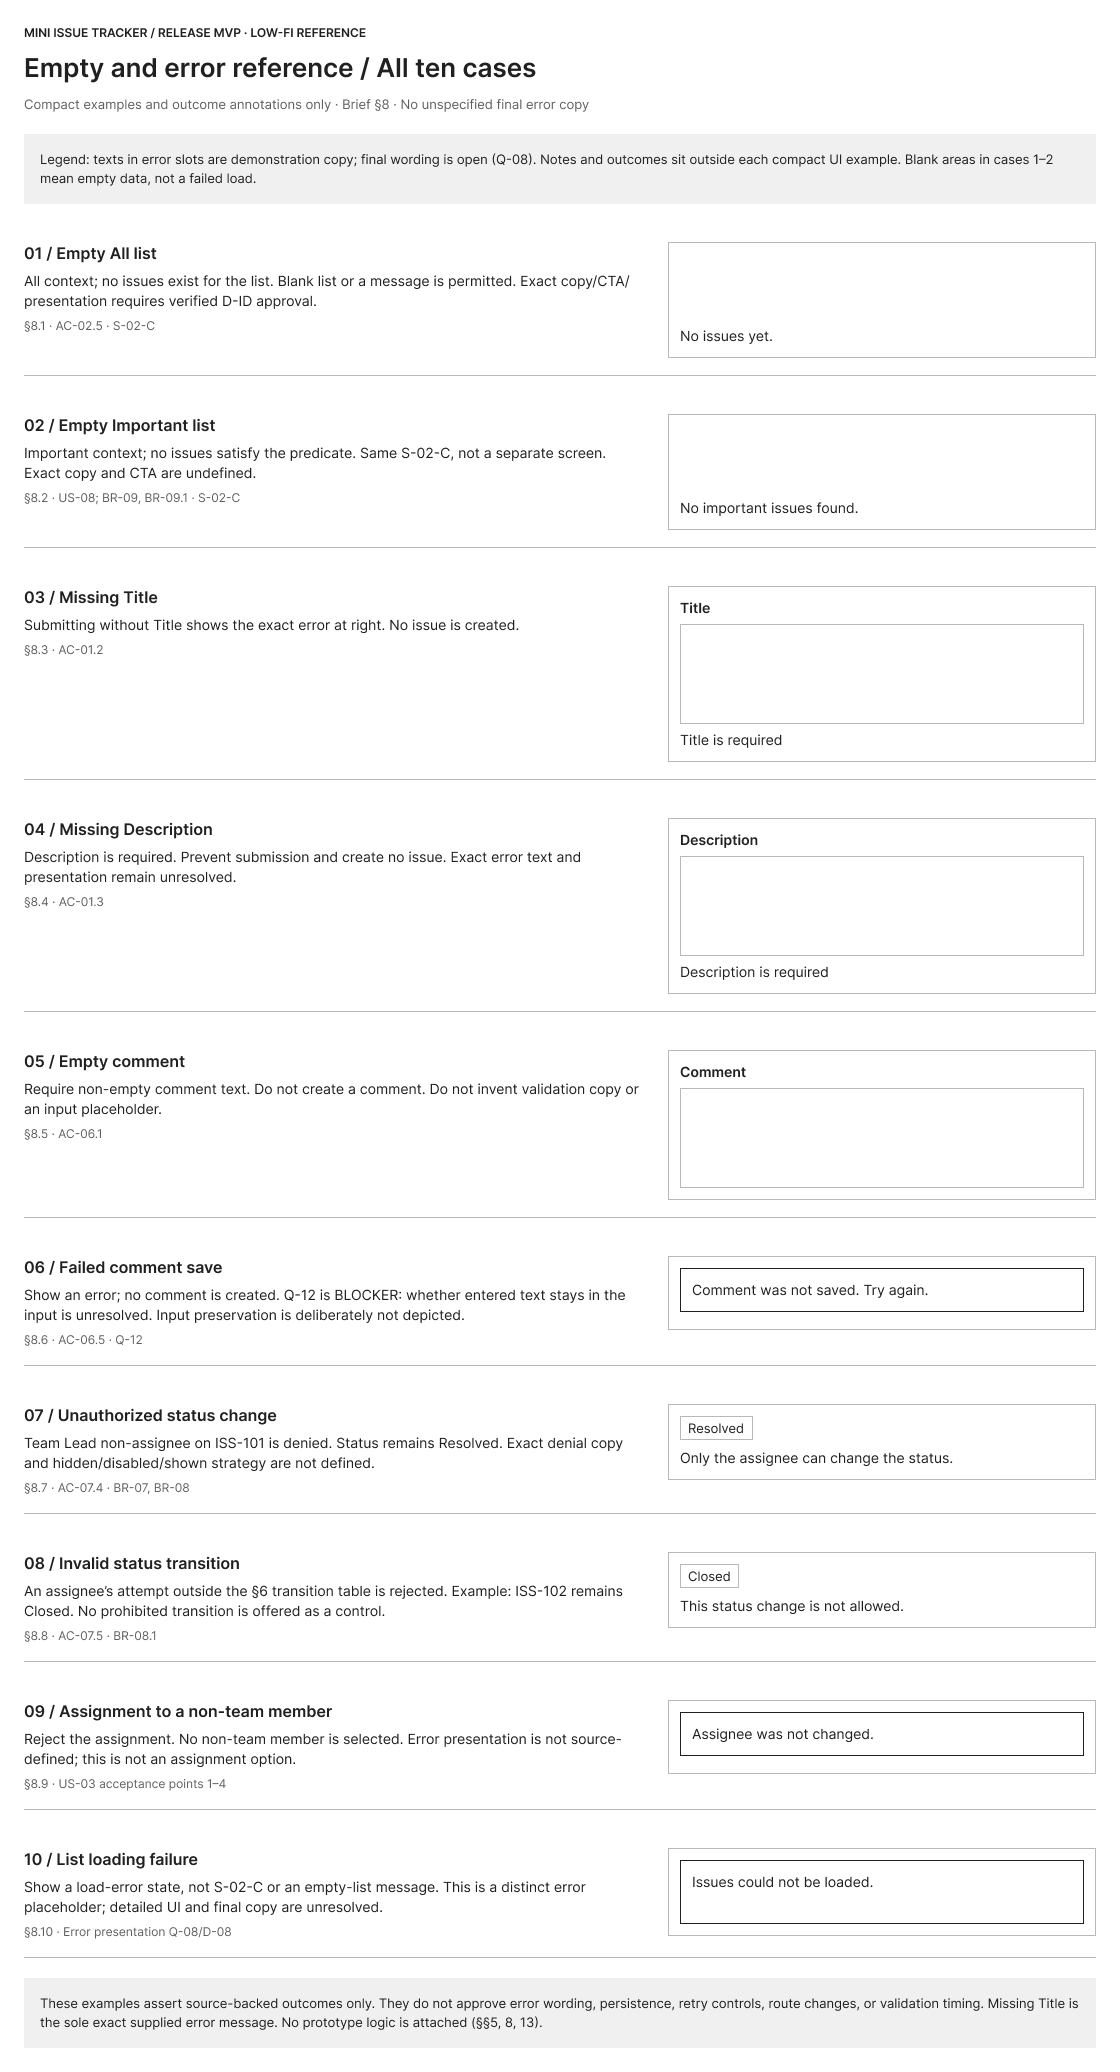 MINI ISSUE TRACKER / RELEASE MVP · LOW-FI REFERENCE
Empty and error reference / All ten cases
Compact examples and outcome annotations only · Brief §8 · No unspecified final error copy
Legend: texts in error slots are demonstration copy; final wording is open (Q-08). Notes and outcomes sit outside each compact UI example. Blank areas in cases 1–2
mean empty data, not a failed load.
01 / Empty All list
All context; no issues exist for the list. Blank list or a message is permitted. Exact copy/CTA/
presentation requires verified D-ID approval.
§8.1 · AC-02.5 · S-02-C
No issues yet.
02 / Empty Important list
Important context; no issues satisfy the predicate. Same S-02-C, not a separate screen.
Exact copy and CTA are undefined.
§8.2 · US-08; BR-09, BR-09.1 · S-02-C
No important issues found.
03 / Missing Title
Submitting without Title shows the exact error at right. No issue is created.
§8.3 · AC-01.2
Title
Title is required
04 / Missing Description
Description is required. Prevent submission and create no issue. Exact error text and
presentation remain unresolved.
§8.4 · AC-01.3
Description
Description is required
05 / Empty comment
Require non-empty comment text. Do not create a comment. Do not invent validation copy or
an input placeholder.
§8.5 · AC-06.1
Comment
06 / Failed comment save
Show an error; no comment is created. Q-12 is BLOCKER: whether entered text stays in the
input is unresolved. Input preservation is deliberately not depicted.
§8.6 · AC-06.5 · Q-12
Comment was not saved. Try again.
07 / Unauthorized status change
Team Lead non-assignee on ISS-101 is denied. Status remains Resolved. Exact denial copy
and hidden/disabled/shown strategy are not defined.
§8.7 · AC-07.4 · BR-07, BR-08
Resolved
Only the assignee can change the status.
08 / Invalid status transition
An assignee’s attempt outside the §6 transition table is rejected. Example: ISS-102 remains
Closed. No prohibited transition is offered as a control.
§8.8 · AC-07.5 · BR-08.1
Closed
This status change is not allowed.
09 / Assignment to a non-team member
Reject the assignment. No non-team member is selected. Error presentation is not source-
defined; this is not an assignment option.
§8.9 · US-03 acceptance points 1–4
Assignee was not changed.
10 / List loading failure
Show a load-error state, not S-02-C or an empty-list message. This is a distinct error
placeholder; detailed UI and final copy are unresolved.
§8.10 · Error presentation Q-08/D-08
Issues could not be loaded.
These examples assert source-backed outcomes only. They do not approve error wording, persistence, retry controls, route changes, or validation timing. Missing Title is
the sole exact supplied error message. No prototype logic is attached (§§5, 8, 13).